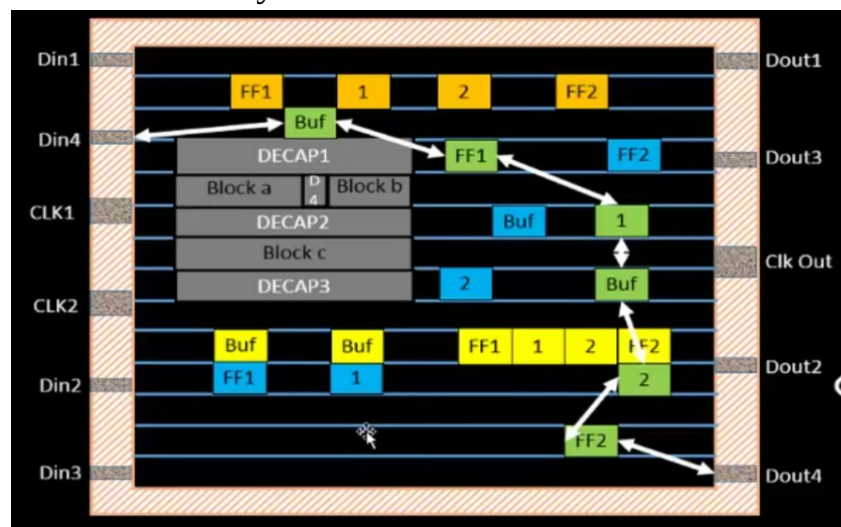 Din1
Dout1
FF1 1 2 FF2
Buf
Din4
DECAP1
FF1
FF2
Dout3
Block a
D
4
Block b
CLK1
DECAP2
Buf
1
Block c
Clk Out
DECAP3
2
Buf
CLK2
Buf Buf FF1 1 2 FF2
Dout2
Din2
FF1 1 2
FF2
Din3
Dout4